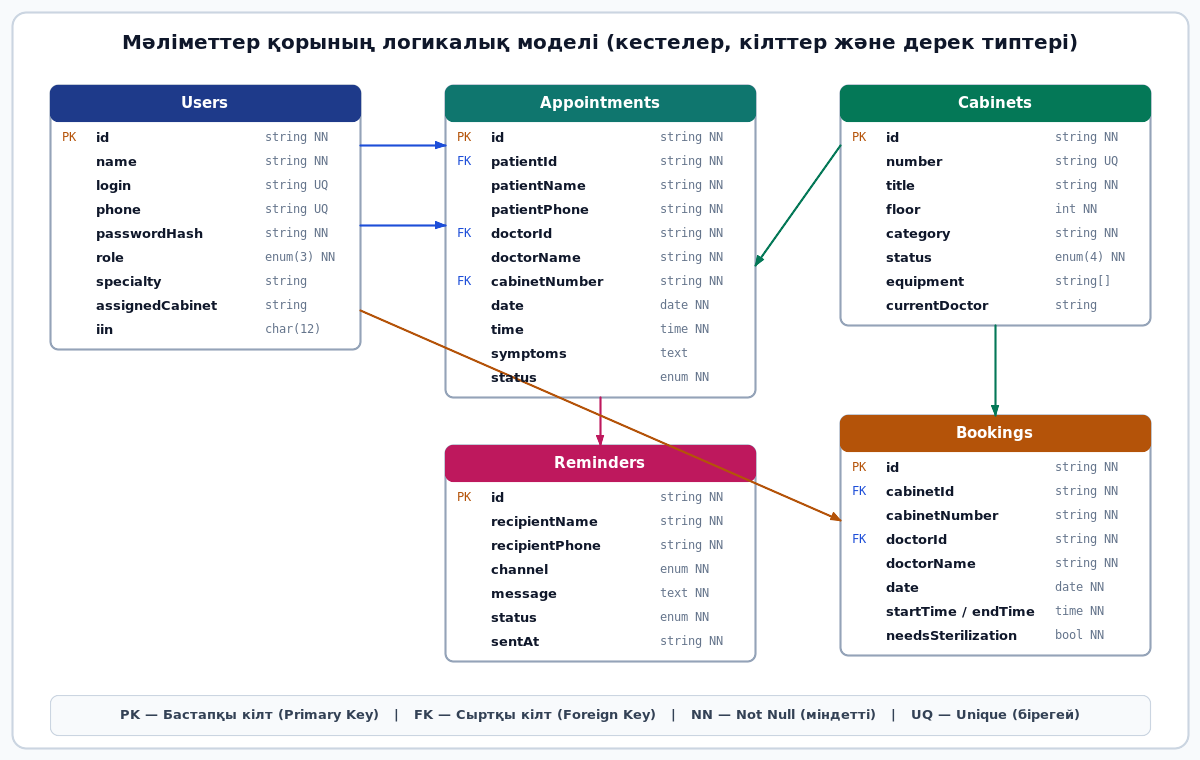 Мәліметтер қорының логикалық моделі (кестелер, кілттер және дерек типтері)
Users
PK id string NN
name string NN
login string UQ
phone string UQ
passwordHash string NN
role enum(3) NN
specialty string
assignedCabinet string
iin char(12)
Appointments
PK id string NN
FK patientId string NN
patientName string NN
patientPhone string NN
FK doctorId string NN
doctorName string NN
FK cabinetNumber string NN
date date NN
time time NN
symptoms text
status enum NN
Cabinets
PK id string NN
number string UQ
title string NN
floor int NN
category string NN
status enum(4) NN
equipment string[]
currentDoctor string
Reminders
PK id string NN
recipientName string NN
recipientPhone string NN
channel enum NN
message text NN
status enum NN
sentAt string NN
Bookings
PK id string NN
FK cabinetId string NN
cabinetNumber string NN
FK doctorId string NN
doctorName string NN
date date NN
startTime / endTime time NN
needsSterilization bool NN
PK — Бастапқы кілт (Primary Key) | FK — Сыртқы кілт (Foreign Key) | NN — Not Null (міндетті) | UQ — Unique (бірегей)